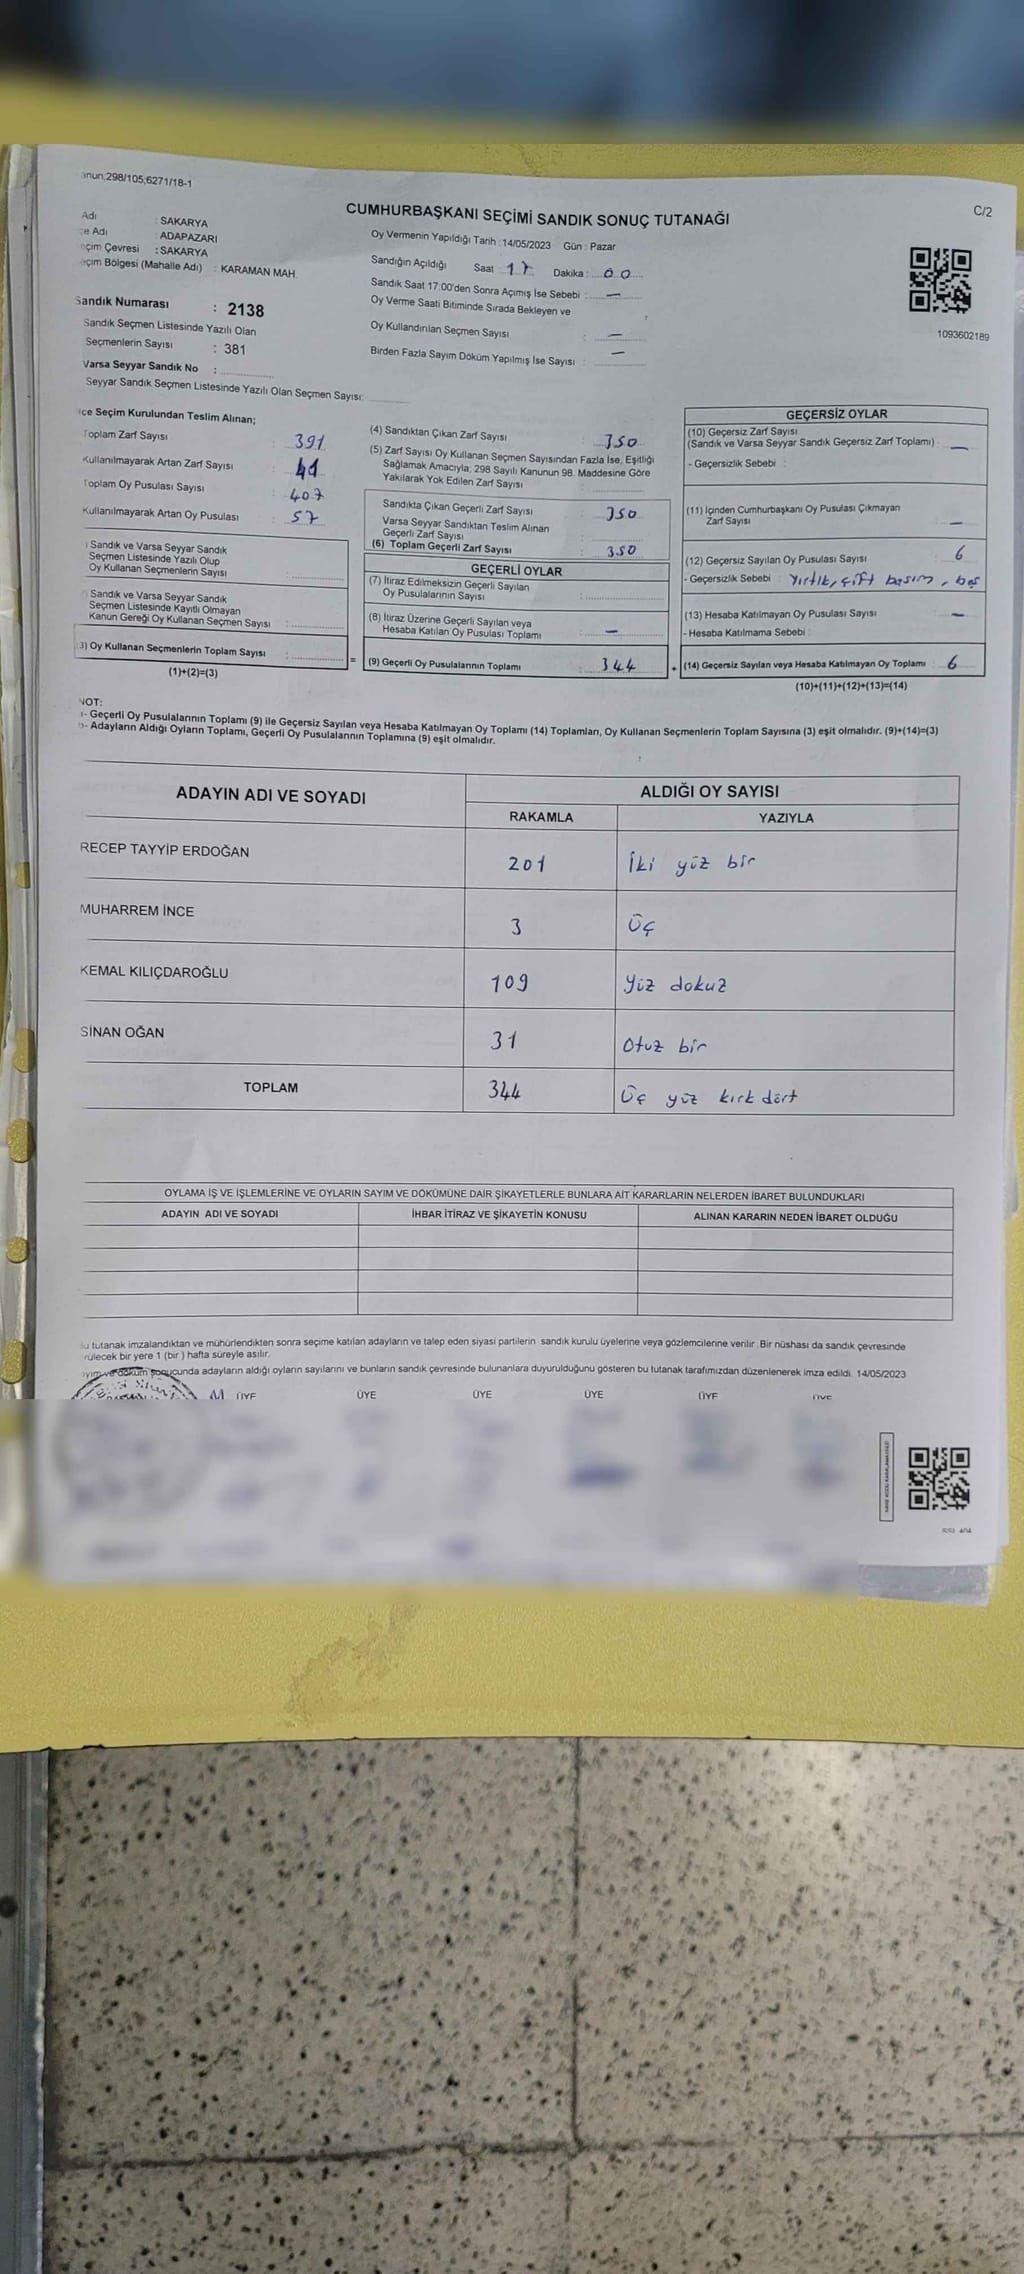 anun;298/105;6271/18-1
C/2
CUMHURBAŞKANI SEÇİMİ SANDIK SONUÇ TUTANAĞI
Adı : SAKARYA
Adı : ADAPAZARI
eçim Çevresi : SAKARYA
eçim Bölgesi (Mahalle Adı) : KARAMAN MAH.
Sandık Numarası : 2138
Sandık Seçmen Listesinde Yazılı Olan
Seçmenlerin Sayısı : 381
Varsa Seyyar Sandık No :
Seyyar Sandık Seçmen Listesinde Yazılı Olan Seçmen Sayısı:
Oy Vermenin Yapıldığı Tarih : 14/05/2023 Gün : Pazar
Sandığın Açıldığı Saat 17 Dakika : 00
Sandık Saat 17:00'den Sonra Açımış İse Sebebi : —
Oy Verme Saati Bitiminde Sırada Bekleyen ve
Oy Kullandırılan Seçmen Sayısı : —
Birden Fazla Sayım Döküm Yapılmış İse Sayısı : —
1093602189
çe Seçim Kurulundan Teslim Alınan;
Toplam Zarf Sayısı : 391
Kullanılmayarak Artan Zarf Sayısı : 41
Toplam Oy Pusulası Sayısı : 407
Kullanılmayarak Artan Oy Pusulası : 57
) Sandık ve Varsa Seyyar Sandık
Seçmen Listesinde Yazılı Olup
Oy Kullanan Seçmenlerin Sayısı :
Sandık ve Varsa Seyyar Sandık
Seçmen Listesinde Kayıtlı Olmayan
Kanun Gereği Oy Kullanan Seçmen Sayısı :
3) Oy Kullanan Seçmenlerin Toplam Sayısı :
(1)+(2)=(3)
(4) Sandıktan Çıkan Zarf Sayısı : 350
(5) Zarf Sayısı Oy Kullanan Seçmen Sayısından Fazla İse, Eşitliği
Sağlamak Amacıyla; 298 Sayılı Kanunun 98. Maddesine Göre
Yakılarak Yok Edilen Zarf Sayısı :
Sandıkta Çıkan Geçerli Zarf Sayısı : 350
Varsa Seyyar Sandıktan Teslim Alınan
Geçerli Zarf Sayısı :
(6) Toplam Geçerli Zarf Sayısı : 350
GEÇERLİ OYLAR
(7) İtiraz Edilmeksizin Geçerli Sayılan
Oy Pusulalarının Sayısı :
(8) İtiraz Üzerine Geçerli Sayılan veya
Hesaba Katılan Oy Pusulası Toplamı : —
= (9) Geçerli Oy Pusulalarının Toplamı : 344
GEÇERSİZ OYLAR
(10) Geçersiz Zarf Sayısı
(Sandık ve Varsa Seyyar Sandık Geçersiz Zarf Toplamı) : —
- Geçersizlik Sebebi :
(11) İçinden Cumhurbaşkanı Oy Pusulası Çıkmayan
Zarf Sayısı : —
(12) Geçersiz Sayılan Oy Pusulası Sayısı : 6
- Geçersizlik Sebebi : Yırtık, çift basım, boş
(13) Hesaba Katılmayan Oy Pusulası Sayısı : —
- Hesaba Katılmama Sebebi :
+ (14) Geçersiz Sayılan veya Hesaba Katılmayan Oy Toplamı : 6
(10)+(11)+(12)+(13)=(14)
NOT:
- Geçerli Oy Pusulalarının Toplamı (9) ile Geçersiz Sayılan veya Hesaba Katılmayan Oy Toplamı (14) Toplamları, Oy Kullanan Seçmenlerin Toplam Sayısına (3) eşit olmalıdır. (9)+(14)=(3)
- Adayların Aldığı Oyların Toplamı, Geçerli Oy Pusulalarının Toplamına (9) eşit olmalıdır.
ADAYIN ADI VE SOYADI
ALDIĞI OY SAYISI
RAKAMLA YAZIYLA
RECEP TAYYİP ERDOĞAN 201 İki yüz bir
MUHARREM İNCE 3 Üç
KEMAL KILIÇDAROĞLU 109 Yüz dokuz
SİNAN OĞAN 31 Otuz bir
TOPLAM 344 Üç yüz kırk dört
OYLAMA İŞ VE İŞLEMLERİNE VE OYLARIN SAYIM VE DÖKÜMÜNE DAİR ŞİKAYETLERLE BUNLARA AİT KARARLARIN NELERDEN İBARET BULUNDUKLARI
ADAYIN ADI VE SOYADI İHBAR İTİRAZ VE ŞİKAYETİN KONUSU ALINAN KARARIN NEDEN İBARET OLDUĞU
u tutanak imzalandıktan ve mühürlendikten sonra seçime katılan adayların ve talep eden siyasi partilerin sandık kurulu üyelerine veya gözlemcilerine verilir. Bir nüshası da sandık çevresinde
rülecek bir yere 1 (bir) hafta süreyle asılır.
ayım ve döküm sonucunda adayların aldığı oyların sayılarını ve bunların sandık çevresinde bulunanlara duyurulduğunu gösteren bu tutanak tarafımızdan düzenlenerek imza edildi. 14/05/2023
ÜYE ÜYE ÜYE ÜYE ÜYE ÜYE